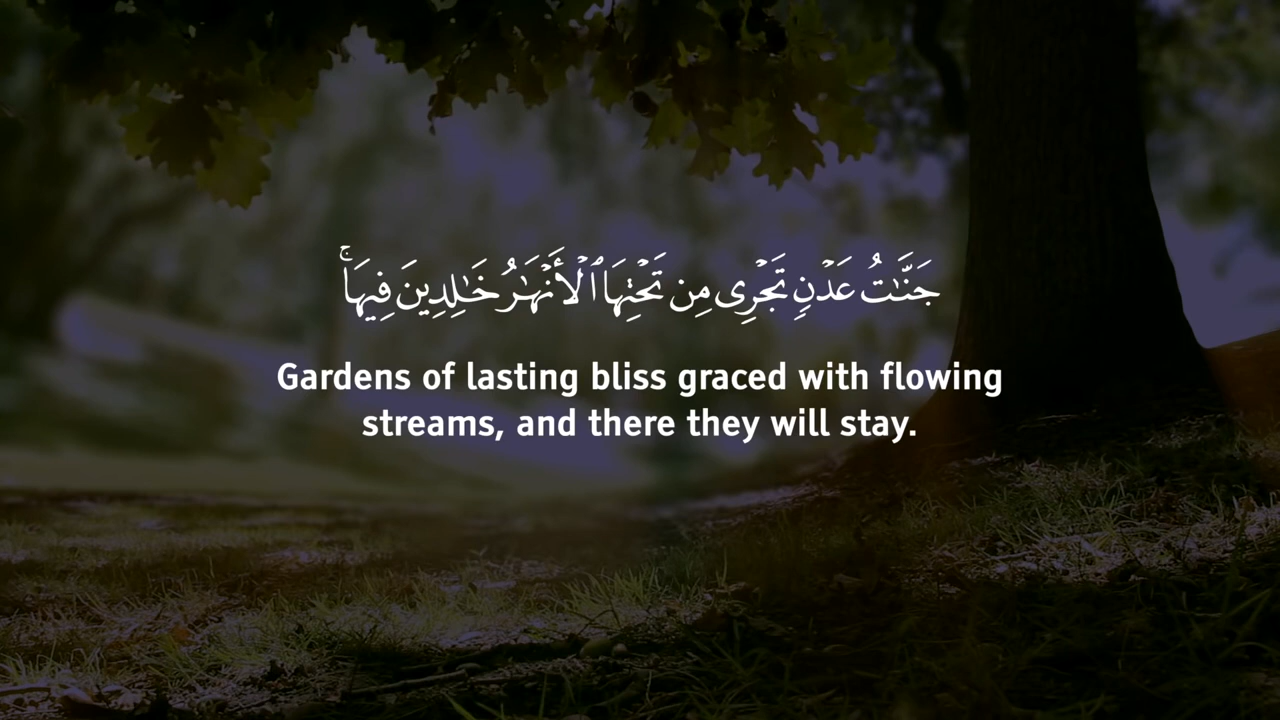 جَنَّـٰتُ عَدْنٍ تَجْرِى مِن تَحْتِهَا ٱلْأَنْهَـٰرُ خَـٰلِدِينَ فِيهَا ۚ
Gardens of lasting bliss graced with flowing
streams, and there they will stay.